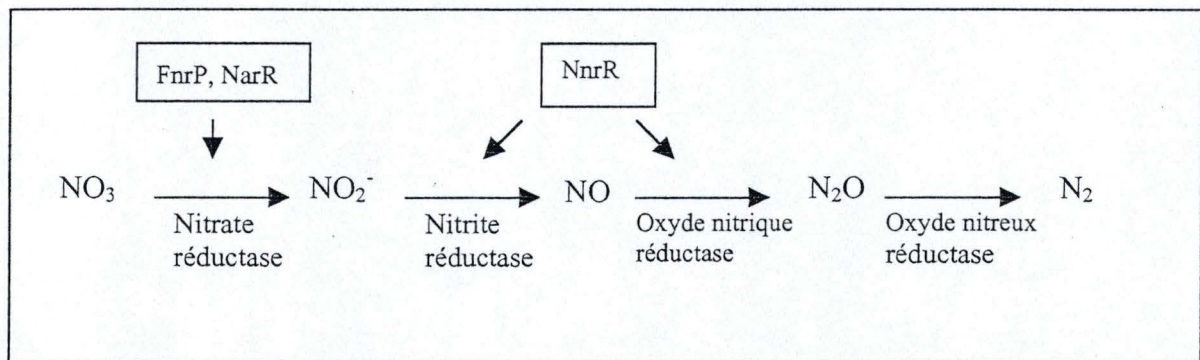 FnrP, NarR
NnrR
NO3 NO2- NO N2O N2
Nitrate réductase
Nitrite réductase
Oxyde nitrique réductase
Oxyde nitreux réductase